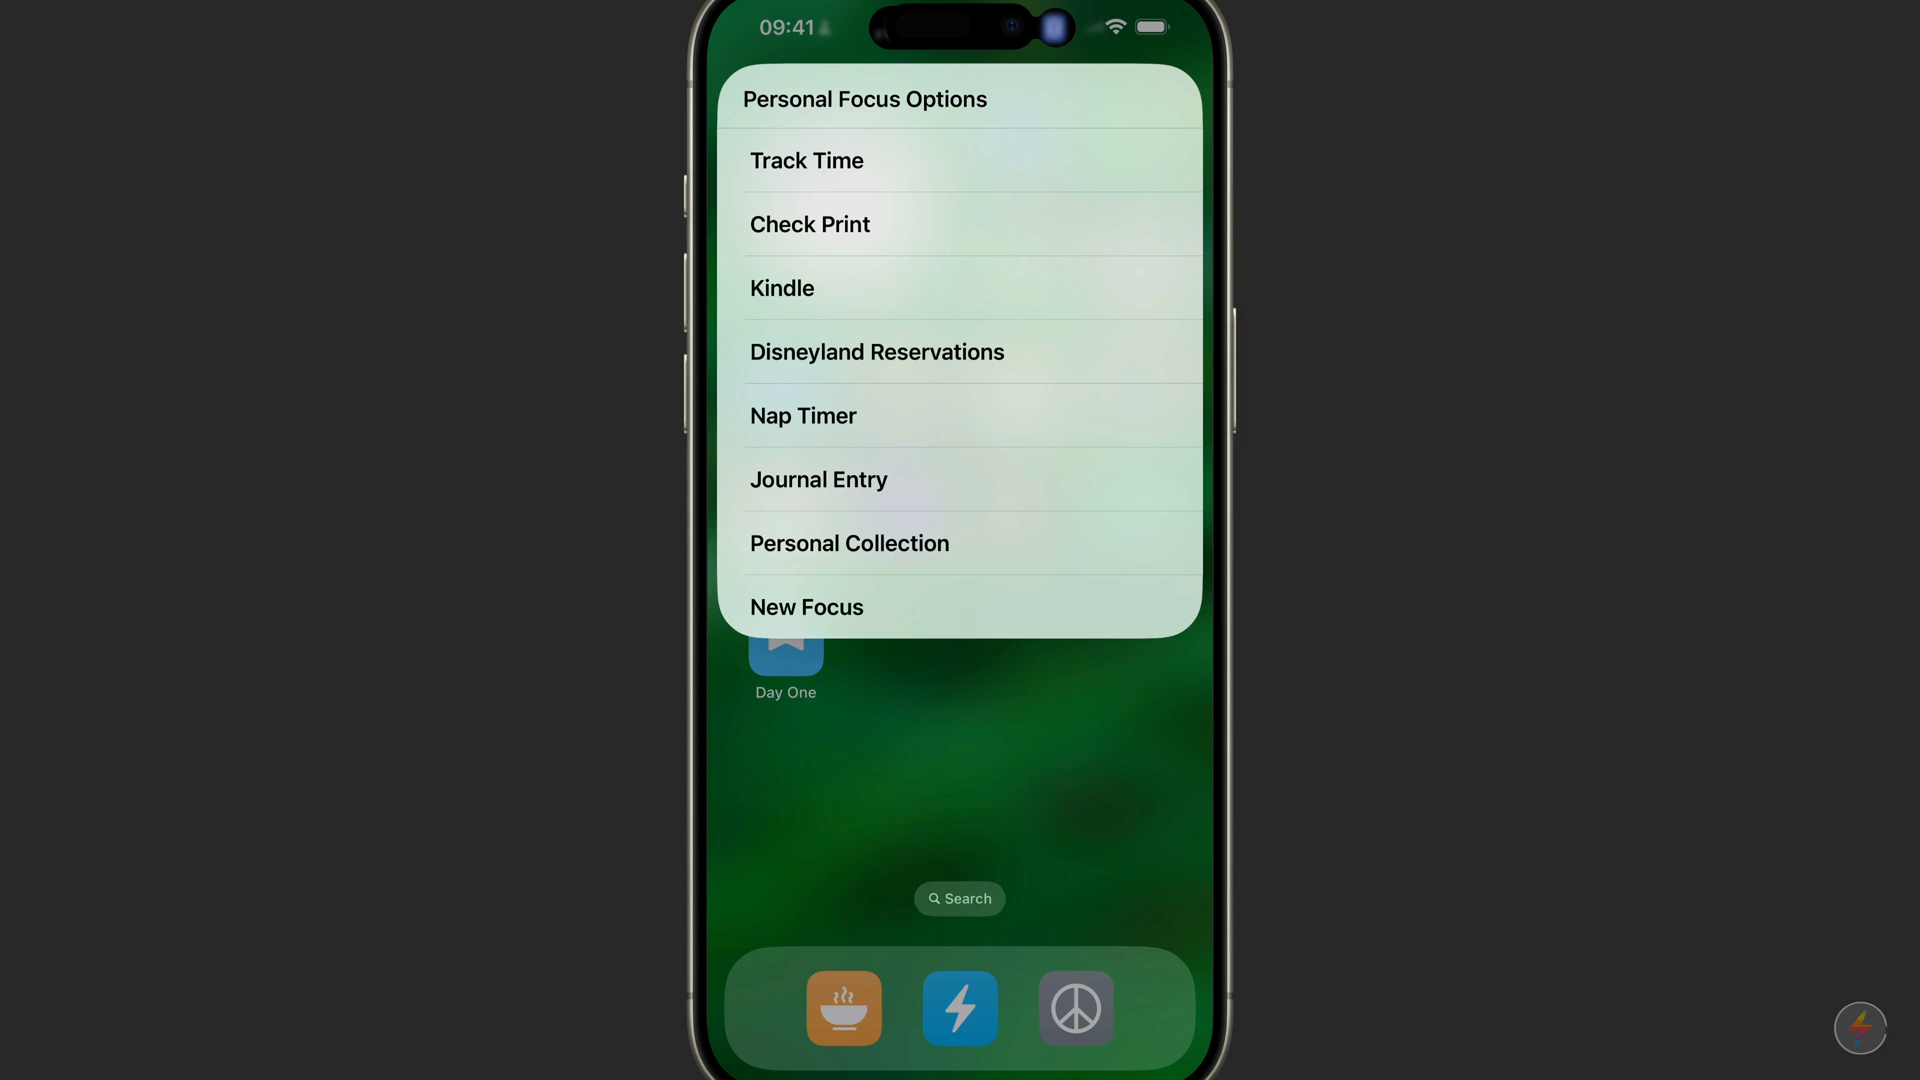 09:41
Personal Focus Options
Track Time
Check Print
Kindle
Disneyland Reservations
Nap Timer
Journal Entry
Personal Collection
New Focus
Day One
Search